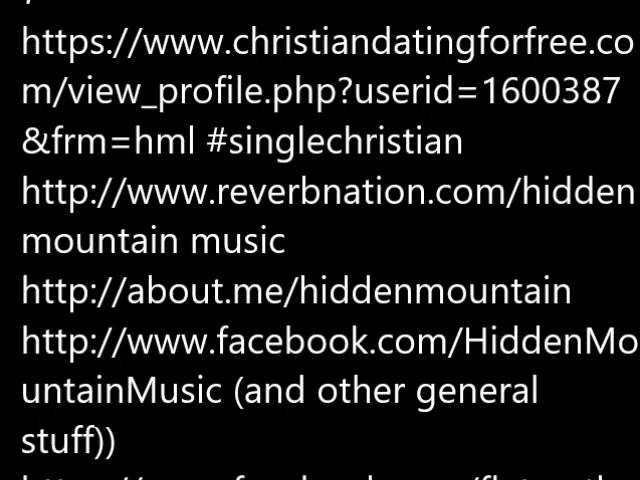 https://www.christiandatingforfree.co
m/view_profile.php?userid=1600387
&frm=hml #singlechristian
http://www.reverbnation.com/hidden
mountain music
http://about.me/hiddenmountain
http://www.facebook.com/HiddenMo
untainMusic (and other general
stuff))